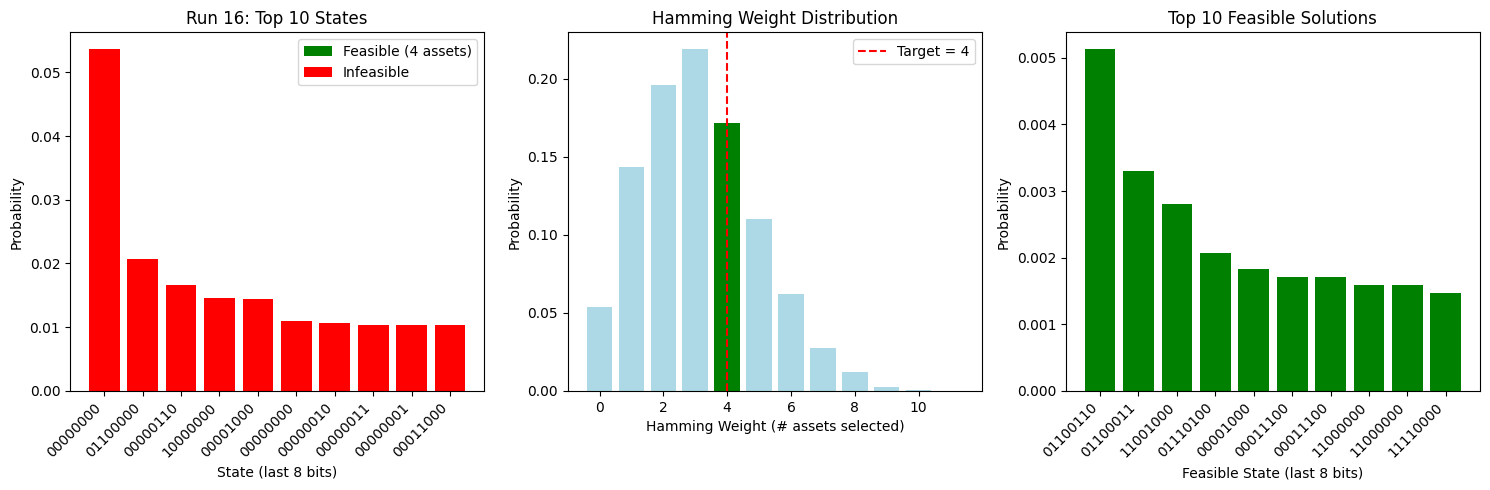 Run 16: Top 10 States
Feasible (4 assets)
Infeasible
Probability
0.05
0.04
0.03
0.02
0.01
0.00
00000000
01100000
00000110
10000000
00001000
00000000
00000010
00000011
00000001
00011000
State (last 8 bits)
Hamming Weight Distribution
Target = 4
Probability
0.20
0.15
0.10
0.05
0.00
0 2 4 6 8 10
Hamming Weight (# assets selected)
Top 10 Feasible Solutions
Probability
0.005
0.004
0.003
0.002
0.001
0.000
01100110
01100011
11001000
01110100
00001000
00011100
00011100
11000000
11000000
11110000
Feasible State (last 8 bits)